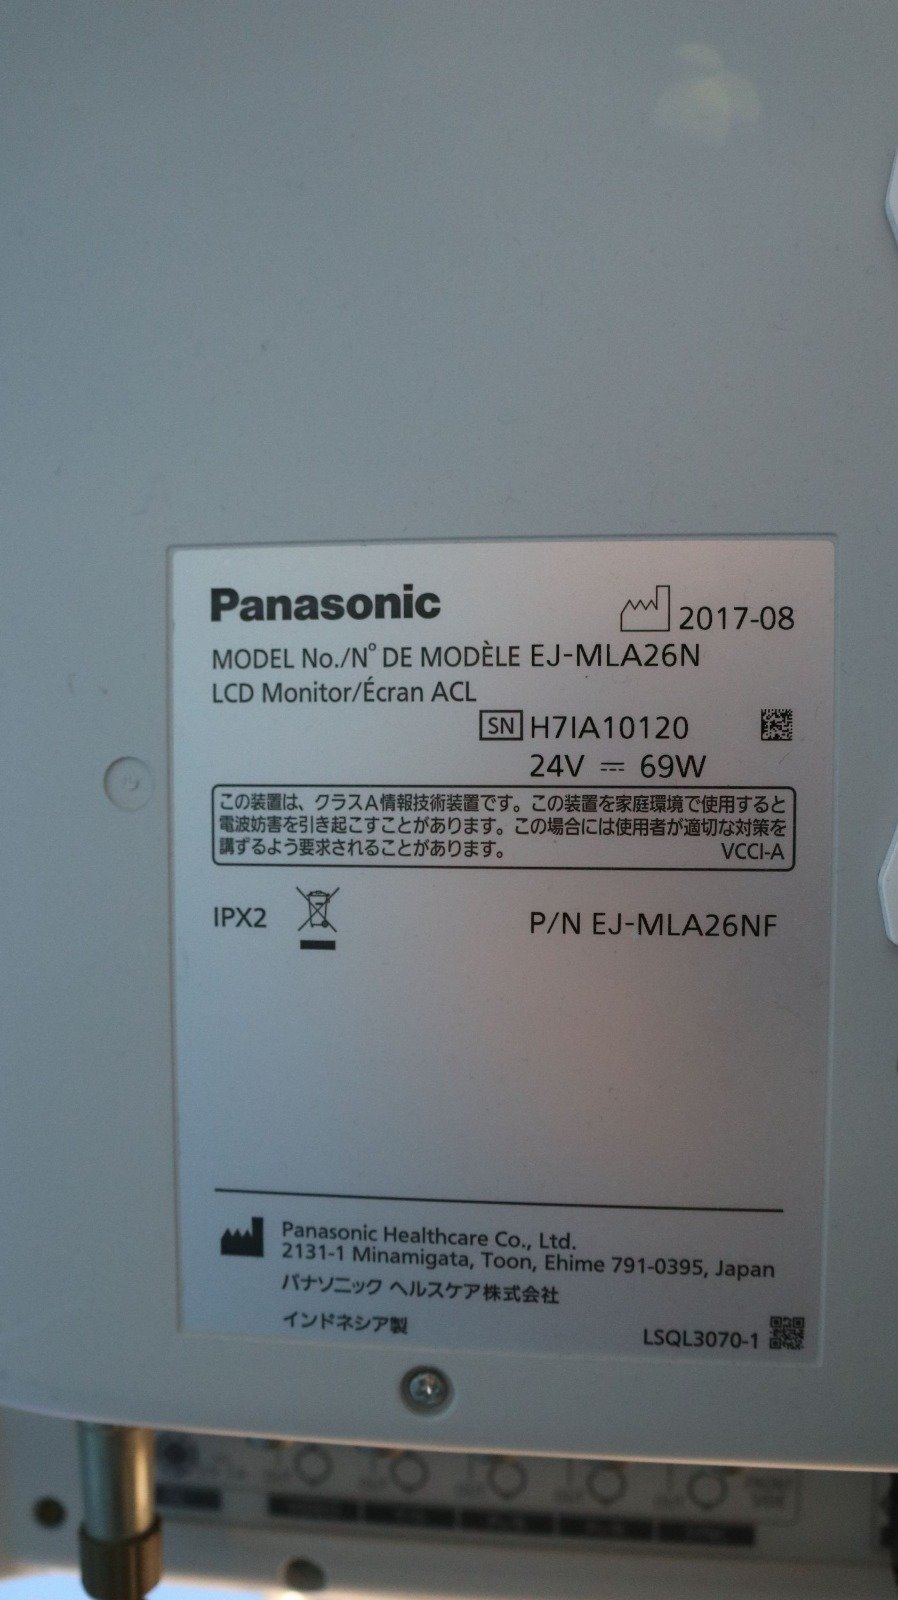 Panasonic
2017-08
MODEL No./N° DE MODÈLE EJ-MLA26N
LCD Monitor/Écran ACL
SN H7IA10120
24V ⎓ 69W
この装置は、クラスA情報技術装置です。この装置を家庭環境で使用すると
電波妨害を引き起こすことがあります。この場合には使用者が適切な対策を
講ずるよう要求されることがあります。
VCCI-A
IPX2
P/N EJ-MLA26NF
Panasonic Healthcare Co., Ltd.
2131-1 Minamigata, Toon, Ehime 791-0395, Japan
パナソニック ヘルスケア株式会社
インドネシア製
LSQL3070-1